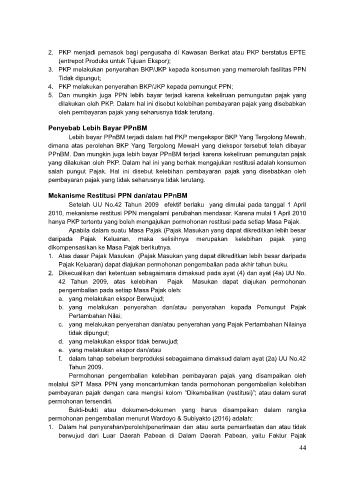 2. PKP menjadi pemasok bagi pengusaha di Kawasan Berikat atau PKP berstatus EPTE
(entrepot Produks untuk Tujuan Ekspor);
3. PKP melakukan penyerahan BKP/JKP kepada konsumen yang memeroleh fasilitas PPN
Tidak dipungut;
4. PKP melakukan penyerahan BKP/JKP kepada pemungut PPN;
5. Dan mungkin juga PPN lebih bayar terjadi karena kekeliruan pemungutan pajak yang
dilakukan oleh PKP. Dalam hal ini disebut kelebihan pembayaran pajak yang disebabkan
oleh pembayaran pajak yang seharusnya tidak terutang.
Penyebab Lebih Bayar PPnBM
Lebih bayar PPnBM terjadi dalam hal PKP mengekspor BKP Yang Tergolong Mewah,
dimana atas perolehan BKP Yang Tergolong MewaH yang diekspor tersebut telah dibayar
PPnBM. Dan mungkin juga lebih bayar PPnBM terjadi karena kekeliruan pemungutan pajak
yang dilakukan oleh PKP. Dalam hal ini yang berhak mengajukan restitusi adalah konsumen
salah pungut Pajak. Hal ini disebut kelebihan pembayaran pajak yang disebabkan oleh
pembayaran pajak yang tidak seharusnya tidak terutang.
Mekanisme Restitusi PPN dan/atau PPnBM
Setelah UU No.42 Tahun 2009 efektif berlaku yang dimulai pada tanggal 1 April
2010, mekanisme restitusi PPN mengalami perubahan mendasar. Karena mulai 1 April 2010
hanya PKP tertentu yang boleh mengajukan permohonan restitusi pada setiap Masa Pajak.
Apabila dalam suatu Masa Pajak (Pajak Masukan yang dapat dikreditkan lebih besar
daripada Pajak Keluaran, maka selisihnya merupakan kelebihan pajak yang
dikompensasikan ke Masa Pajak berikutnya.
1. Atas dasar Pajak Masukan (Pajak Masukan yang dapat dikreditkan lebih besar daripada
Pajak Keluaran) dapat diajukan permohonan pengembalian pada akhir tahun buku.
2. Dikecualikan dari ketentuan sebagaimana dimaksud pada ayat (4) dan ayat (4a) UU No.
42 Tahun 2009, atas kelebihan Pajak Masukan dapat diajukan permohonan
pengembalian pada setiap Masa Pajak oleh:
a. yang melakukan ekspor Berwujud;
b. yang melakukan penyerahan dan/atau penyerahan kepada Pemungut Pajak
Pertambahan Nilai;
c. yang melakukan penyerahan dan/atau penyerahan yang Pajak Pertambahan Nilainya
tidak dipungut;
d. yang melakukan ekspor tidak berwujud;
e. yang melakukan ekspor dan/atau
f. dalam tahap sebelum berproduksi sebagaimana dimaksud dalam ayat (2a) UU No.42
Tahun 2009.
Permohonan pengembalian kelebihan pembayaran pajak yang disampaikan oleh
melalui SPT Masa PPN yang mencantumkan tanda permohonan pengembalian kelebihan
pembayaran pajak dengan cara mengisi kolom "Dikembalikan (restitusi)"; atau dalam surat
permohonan tersendiri.
Bukti-bukti atau dokumen-dokumen yang harus disampaikan dalam rangka
permohonan pengembalian menurut Wardoyo & Subiyakto (2016) adalah:
1. Dalam hal penyerahan/peroleh/penerimaan dan atau serta pemanfaatan dan atau tidak
berwujud dari Luar Daerah Pabean di Dalam Daerah Pabean, yaitu Faktur Pajak
44